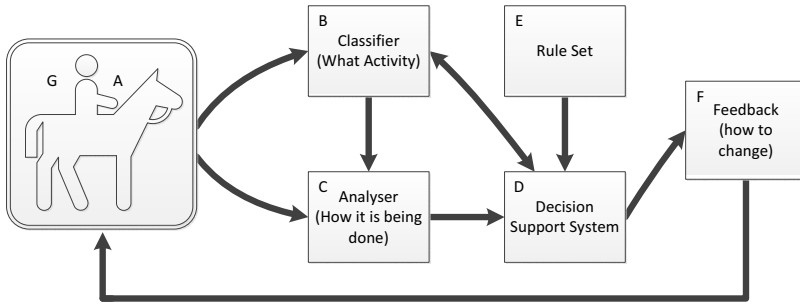 G A
B
Classifier
(What Activity)
C
Analyser
(How it is being
done)
E
Rule Set
D
Decision
Support System
F
Feedback
(how to
change)